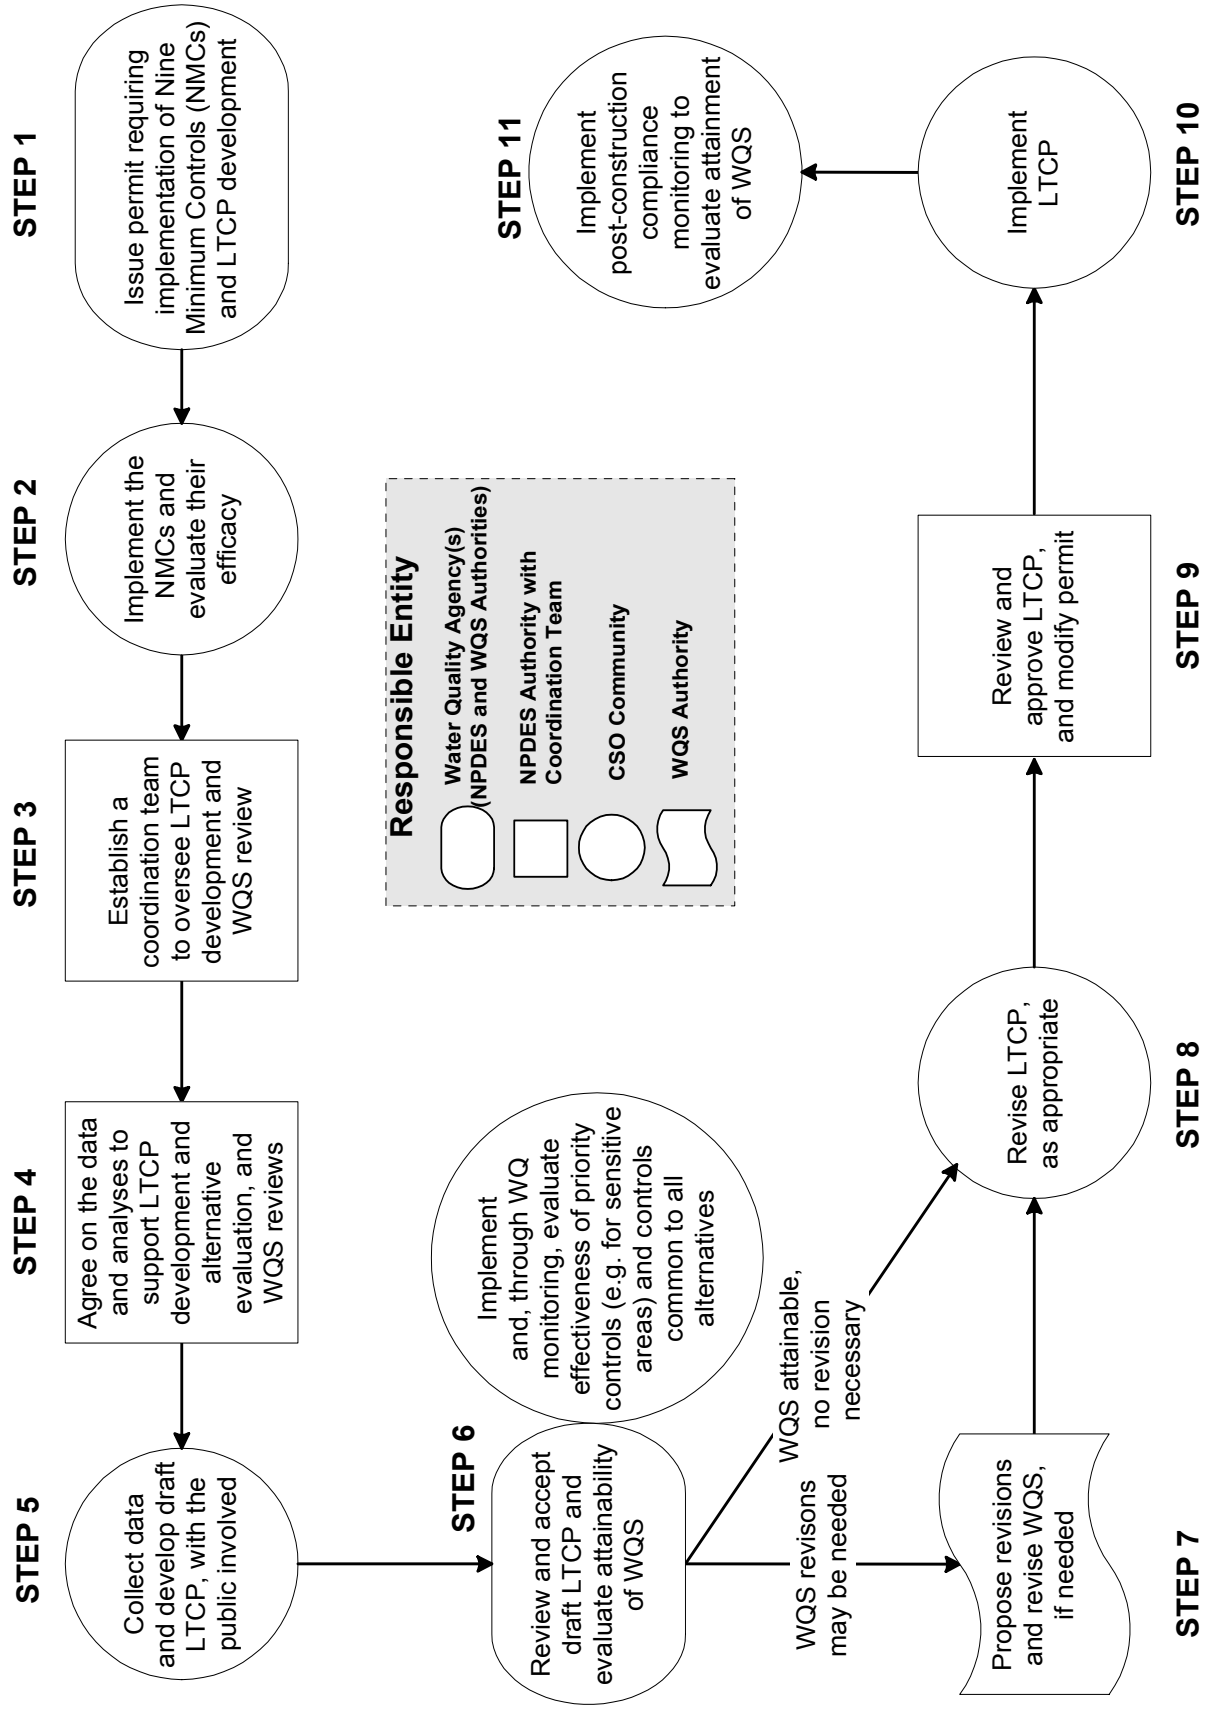 STEP 1
Issue permit requiring
implementation of Nine
Minimum Controls (NMCs)
and LTCP development
STEP 2
Implement the
NMCs and
evaluate their
efficacy
STEP 3
Establish a
coordination team
to oversee LTCP
development and
WQS review
STEP 4
Agree on the data
and analyses to
support LTCP
development and
alternative
evaluation, and
WQS reviews
STEP 5
Collect data
and develop draft
LTCP, with the
public involved
STEP 6
Review and accept
draft LTCP and
evaluate attainability
of WQS
Implement
and, through WQ
monitoring, evaluate
effectiveness of priority
controls (e.g. for sensitive
areas) and controls
common to all
alternatives
WQS revisons
may be needed
WQS attainable,
no revision
necessary
Propose revisions
and revise WQS,
if needed
STEP 7
Revise LTCP,
as appropriate
STEP 8
Review and
approve LTCP,
and modify permit
STEP 9
Implement
LTCP
STEP 10
STEP 11
Implement
post-construction
compliance
monitoring to
evaluate attainment
of WQS
Responsible Entity
Water Quality Agency(s)
(NPDES and WQS Authorities)
NPDES Authority with
Coordination Team
CSO Community
WQS Authority